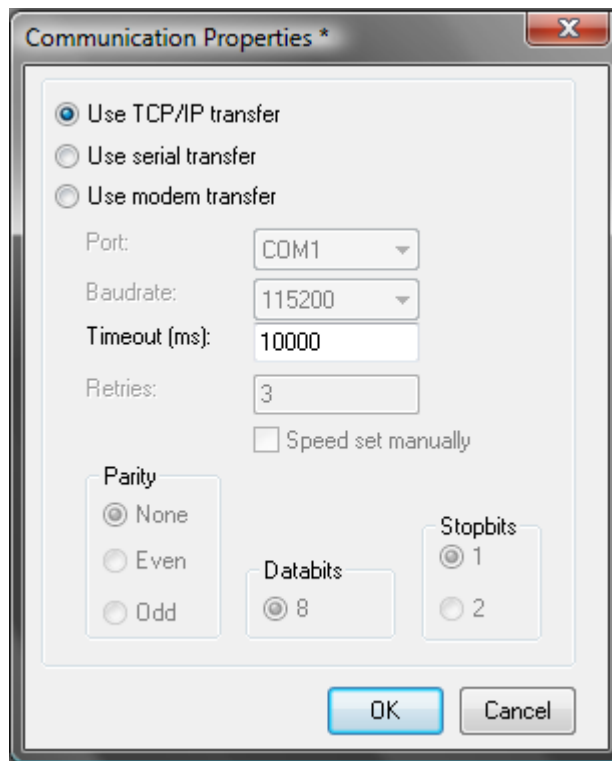 Communication Properties *
Use TCP/IP transfer
Use serial transfer
Use modem transfer
Port: COM1
Baudrate: 115200
Timeout (ms): 10000
Retries: 3
Speed set manually
Parity
None
Even
Odd
Databits
8
Stopbits
1
2
OK Cancel